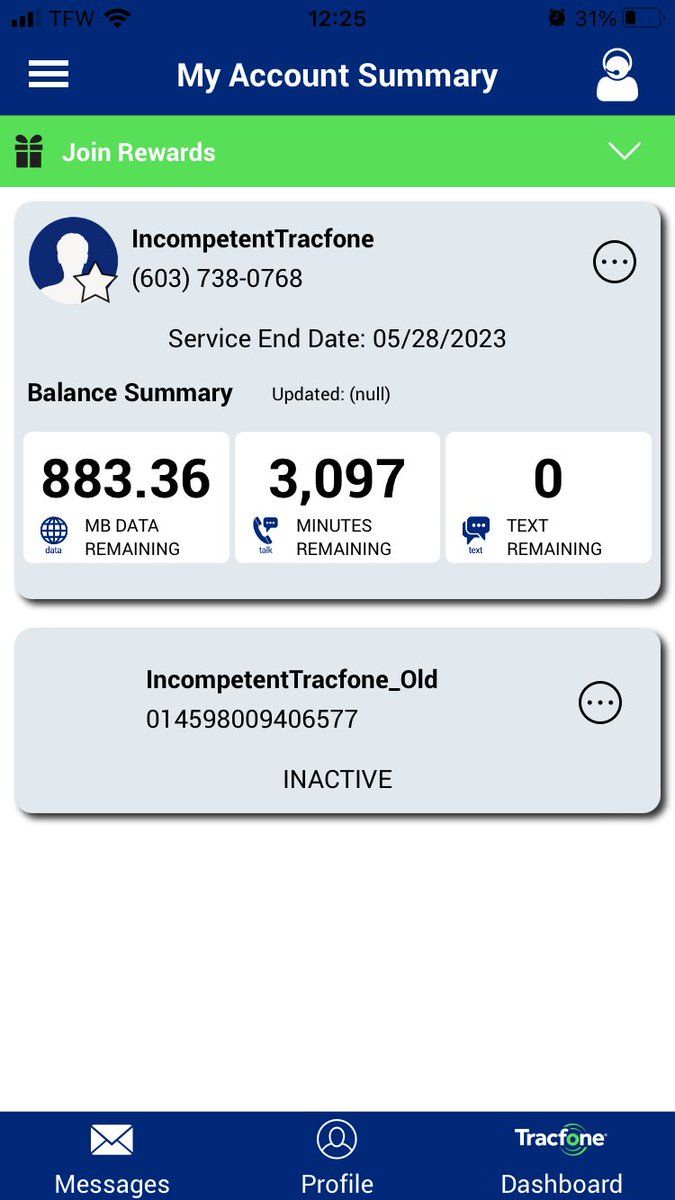 TFW 12:25 31%
My Account Summary
Join Rewards
IncompetentTracfone
(603) 738-0768
Service End Date: 05/28/2023
Balance Summary Updated: (null)
883.36 3,097 0
data MB DATA REMAINING
talk MINUTES REMAINING
text TEXT REMAINING
IncompetentTracfone_Old
014598009406577
INACTIVE
Tracfone
Messages Profile Dashboard